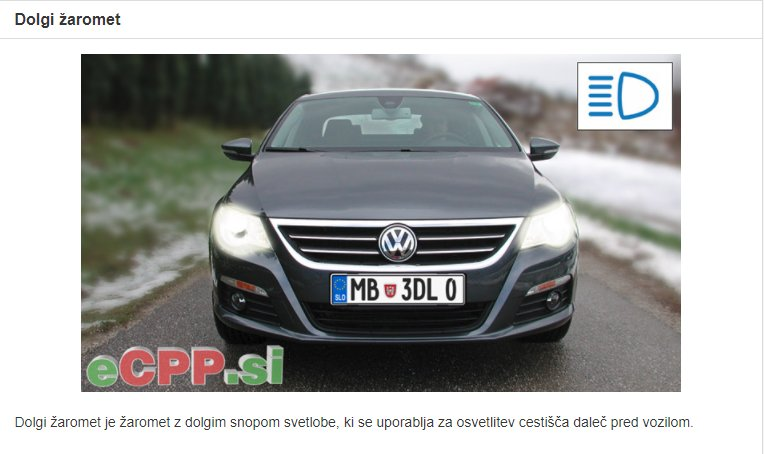 Dolgi žaromet
MB 3DL 0
SLO
eCPP.si
Dolgi žaromet je žaromet z dolgim snopom svetlobe, ki se uporablja za osvetlitev cestišča daleč pred vozilom.